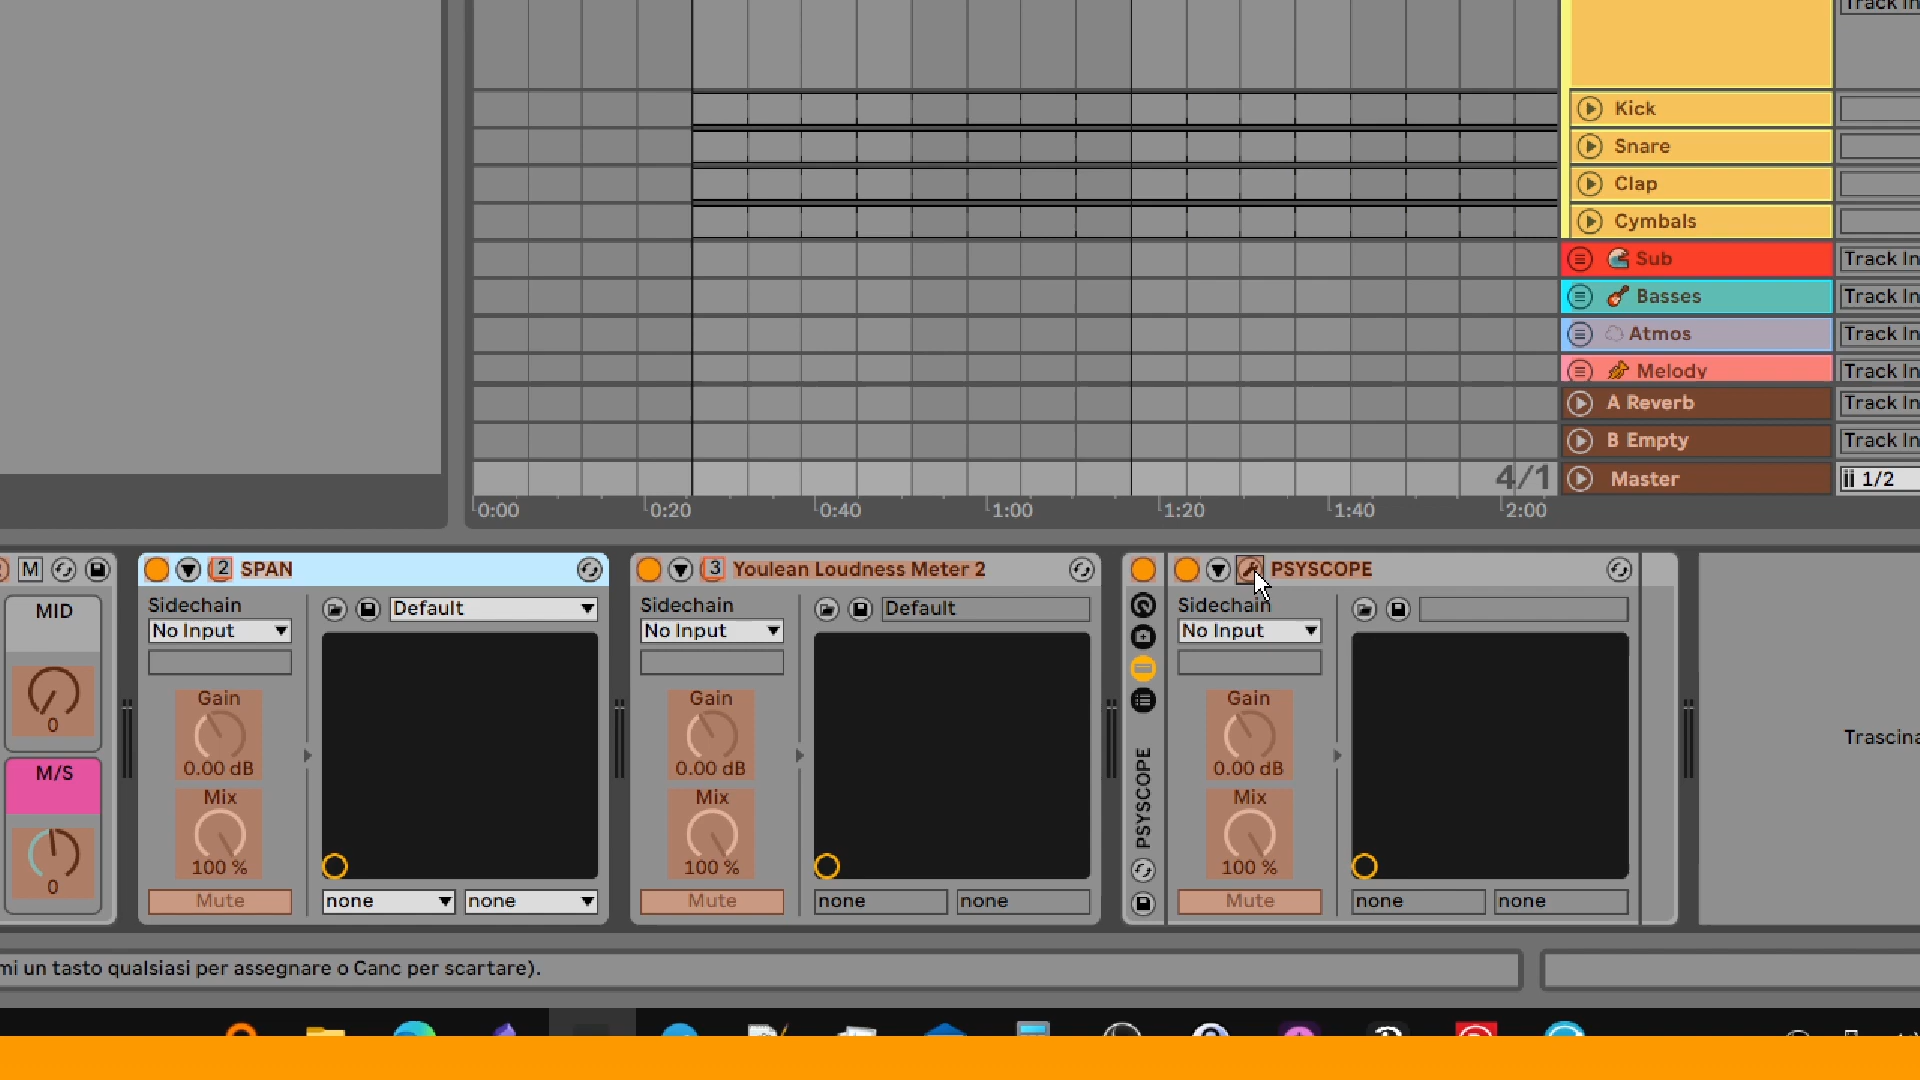 Track In
Kick
Snare
Clap
Cymbals
Sub
Track In
Basses
Track In
Atmos
Track In
Melody
Track In
A Reverb
Track In
B Empty
Track In
4/1
Master
1/2
0:00
0:20
0:40
1:00
1:20
1:40
2:00
M
2
SPAN
3
Youlean Loudness Meter 2
PSYSCOPE
MID
0
M/S
0
Sidechain
No Input
Default
Gain
0.00 dB
Mix
100 %
Mute
none
none
Sidechain
No Input
Default
Gain
0.00 dB
Mix
100 %
Mute
none
none
PSYSCOPE
Sidechain
No Input
Gain
0.00 dB
Mix
100 %
Mute
none
none
Trascina
mi un tasto qualsiasi per assegnare o Canc per scartare).